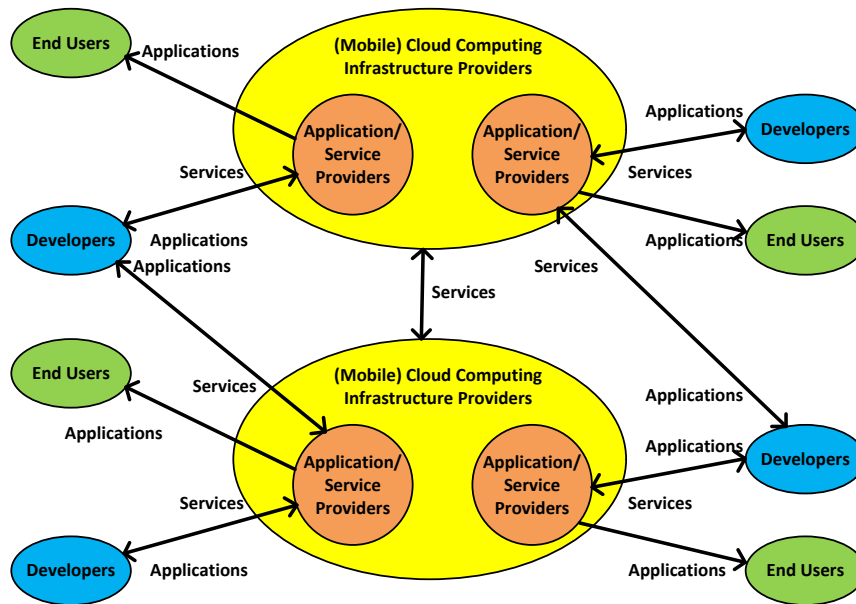 End Users
Applications
(Mobile) Cloud Computing
Infrastructure Providers
Application/
Service
Providers
Application/
Service
Providers
Applications
Developers
Services
Services
Developers
Applications
Applications
Applications
End Users
Services
Services
End Users
Applications
Services
(Mobile) Cloud Computing
Infrastructure Providers
Application/
Service
Providers
Application/
Service
Providers
Applications
Applications
Developers
Services
Services
Developers
Applications
Applications
End Users